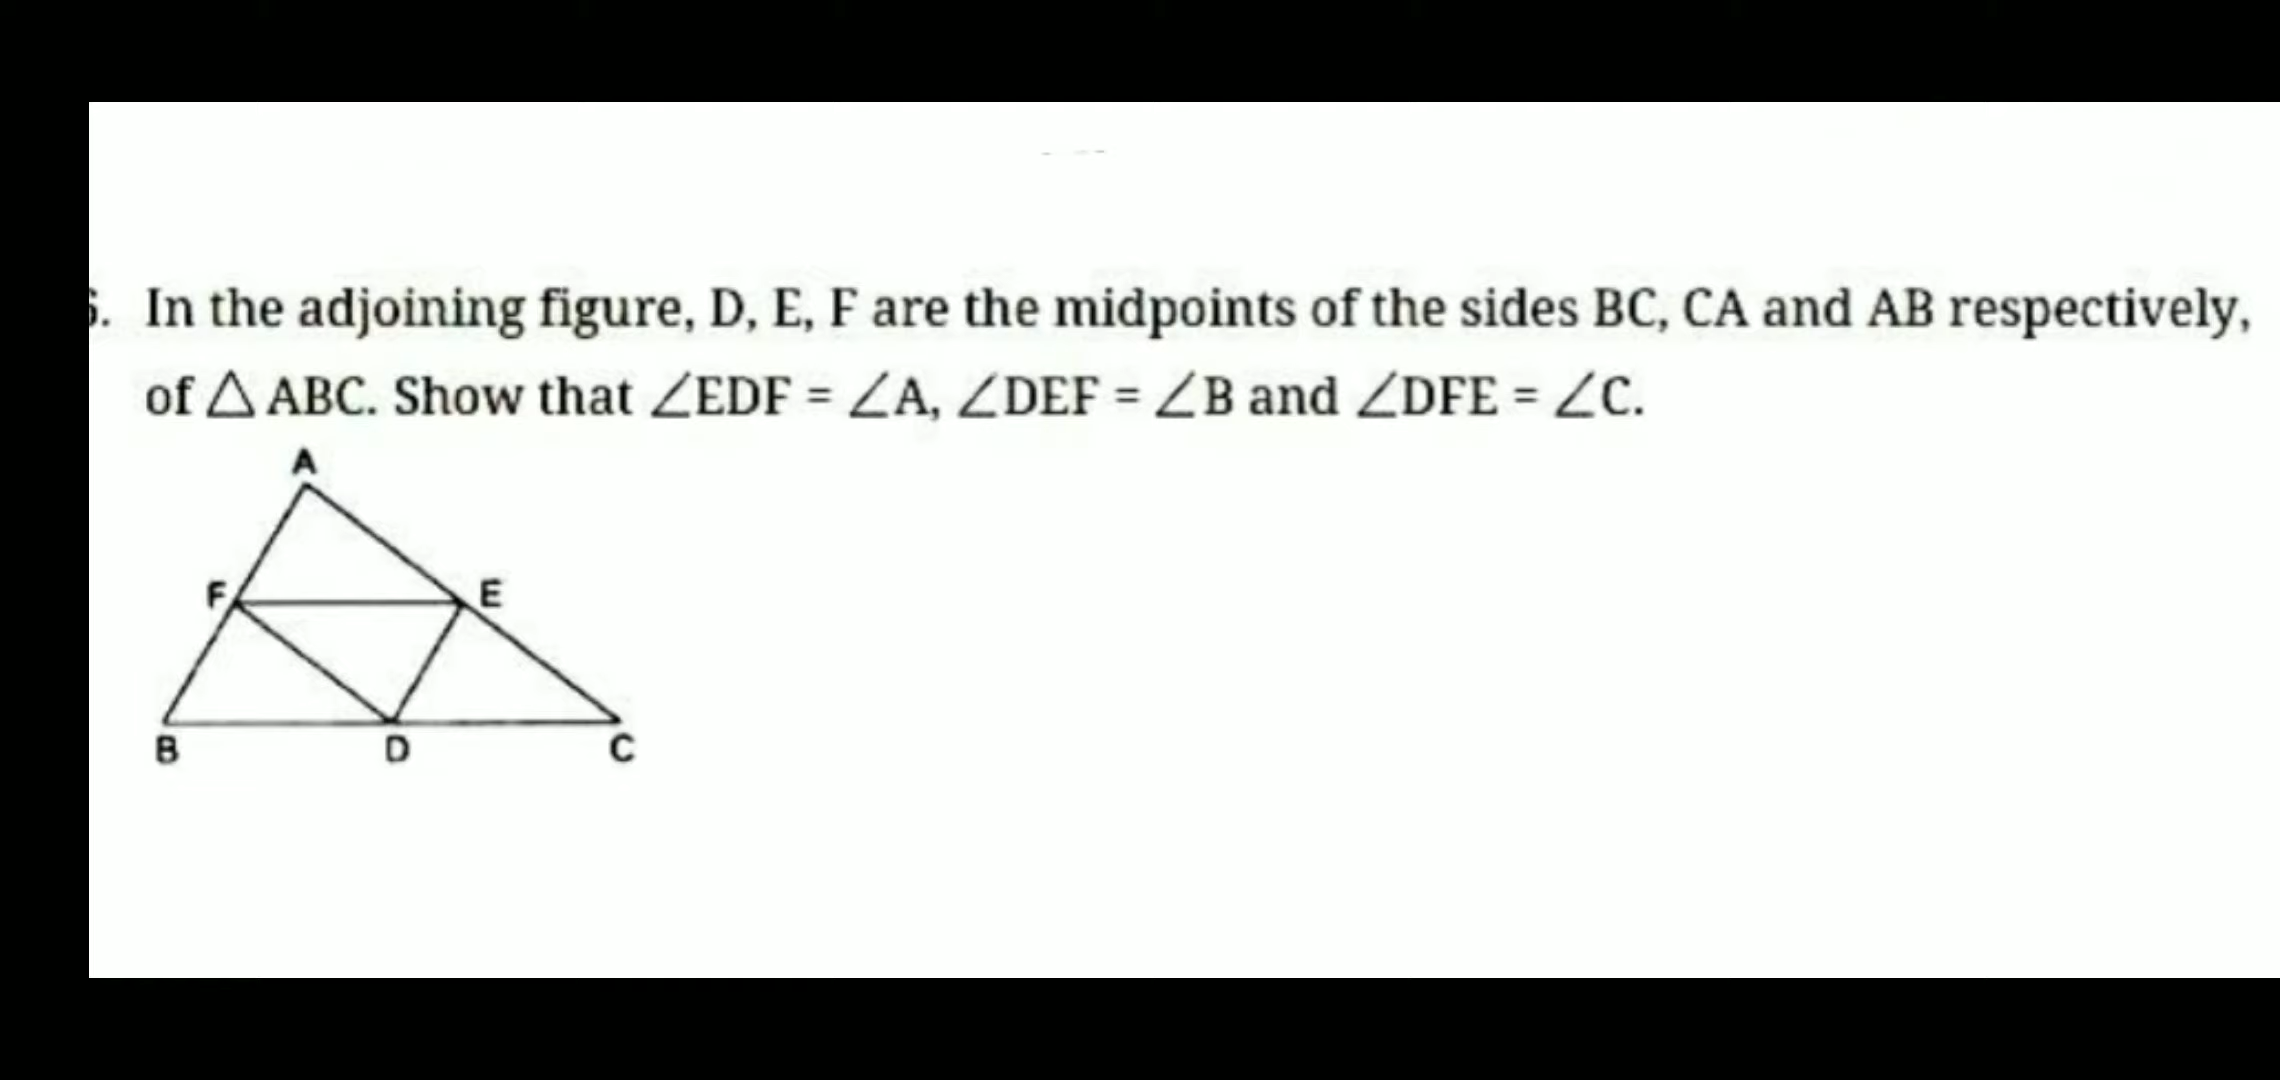 5. In the adjoining figure, D, E, F are the midpoints of the sides BC, CA and AB respectively,
of △ ABC. Show that ∠EDF = ∠A, ∠DEF = ∠B and ∠DFE = ∠C.
A
F E
B D C